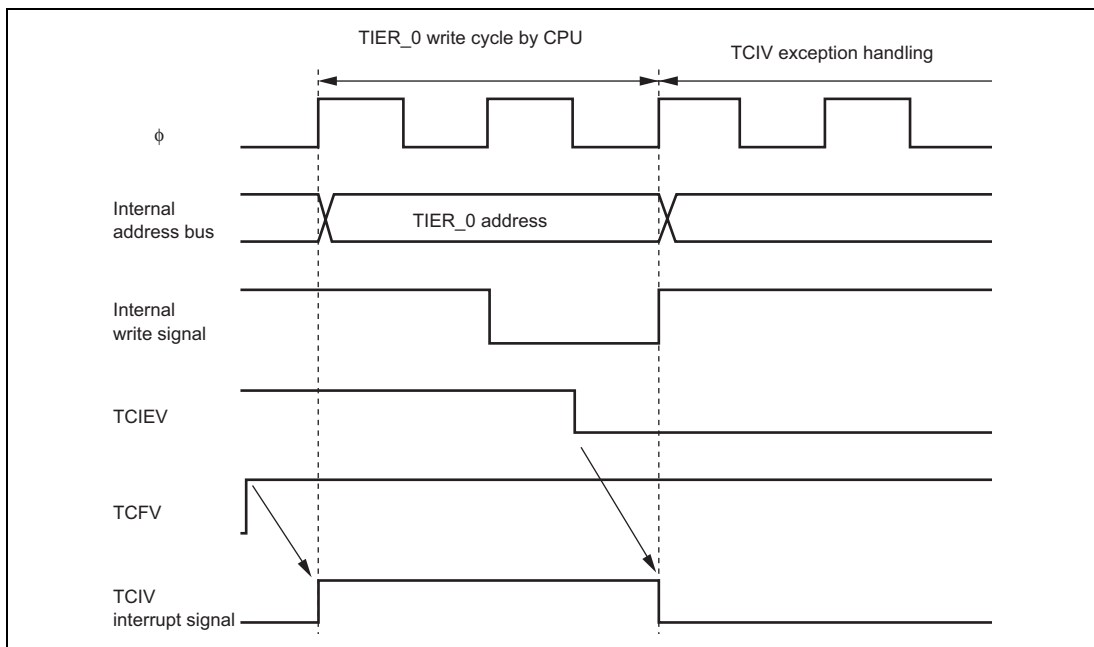 TIER_0 write cycle by CPU
TCIV exception handling
ϕ
Internal
address bus
TIER_0 address
Internal
write signal
TCIEV
TCFV
TCIV
interrupt signal